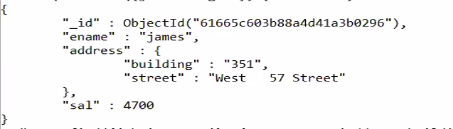 {
"_id" : ObjectId("61665c603b88a4d41a3b0296"),
"ename" : "james",
"address" : {
"building" : "351",
"street" : "West   57 Street"
},
"sal" : 4700
}